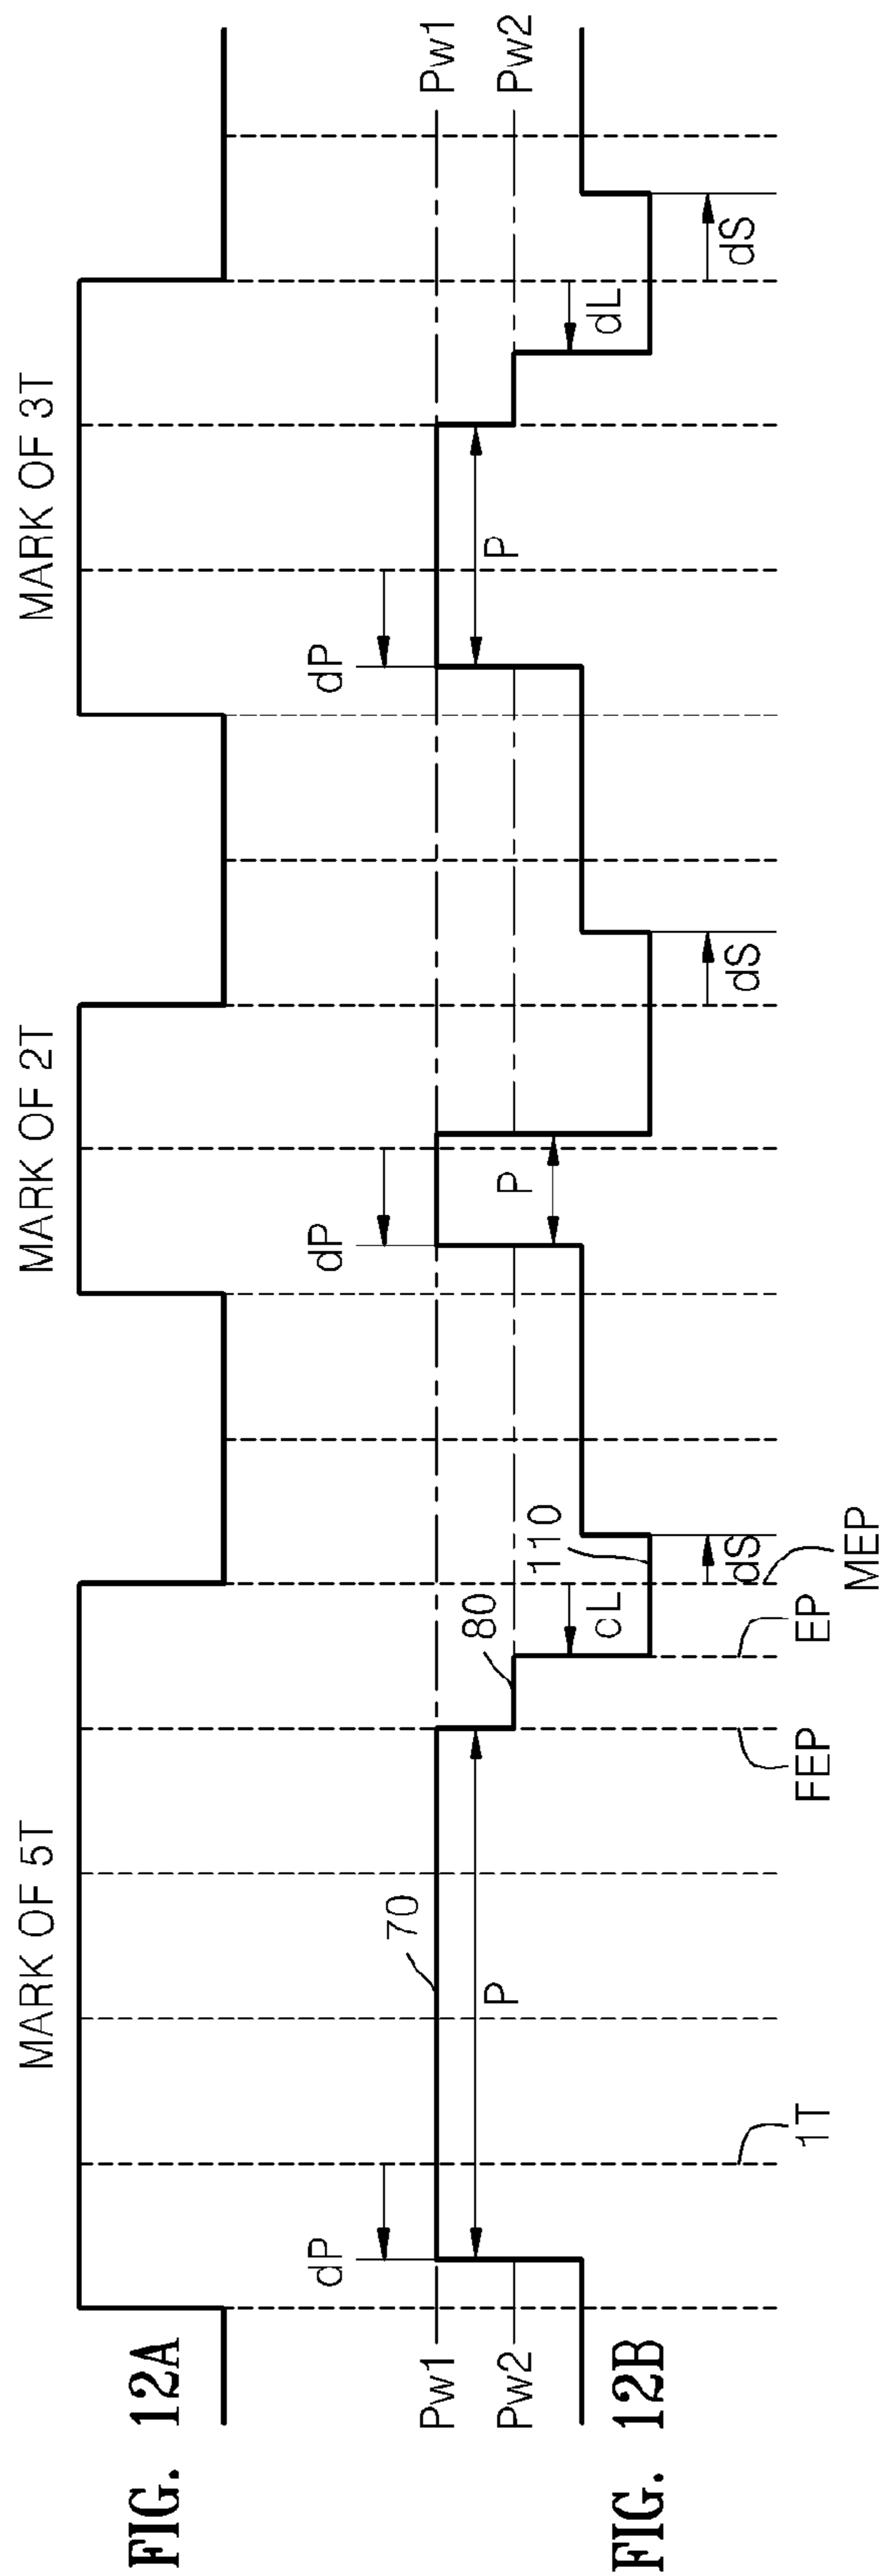 FIG. 12A
MARK OF 5T
MARK OF 2T
MARK OF 3T
FIG. 12B
Pw1
Pw2
dP
70
P
80
cL
110
dS
1T
FEP
EP
MEP
dP
P
dS
dP
P
dL
dS
Pw1
Pw2